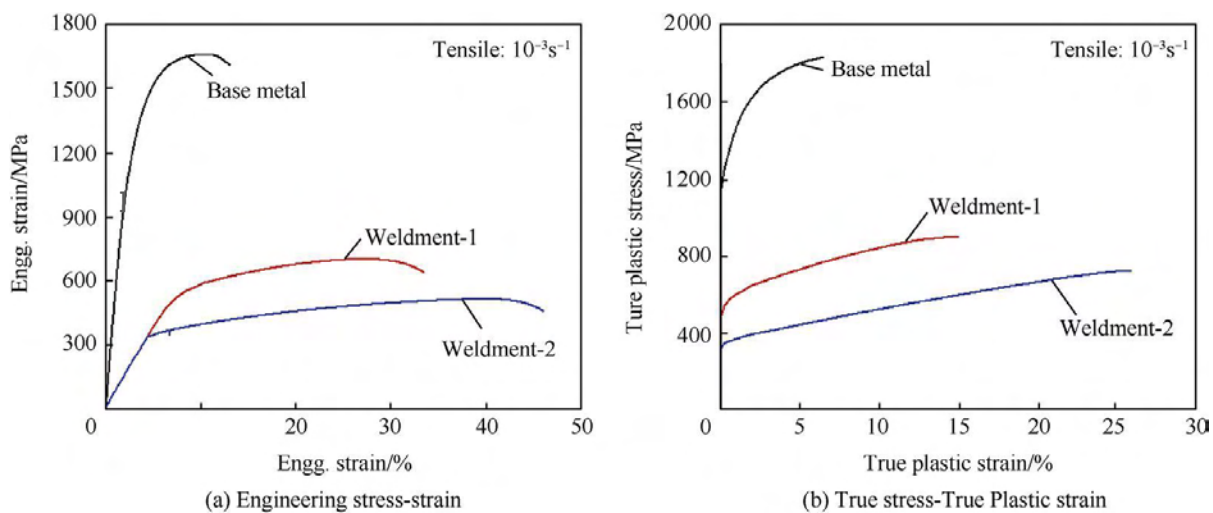 1800
1500
1200
900
600
300
0
10
20
30
40
50
Engg. strain/MPa
Engg. strain/%
Tensile: 10⁻³s⁻¹
Base metal
Weldment-1
Weldment-2
(a) Engineering stress-strain
2000
1600
1200
800
400
0
5
10
15
20
25
30
Ture plastic stress/MPa
True plastic strain/%
Tensile: 10⁻³s⁻¹
Base metal
Weldment-1
Weldment-2
(b) True stress-True Plastic strain